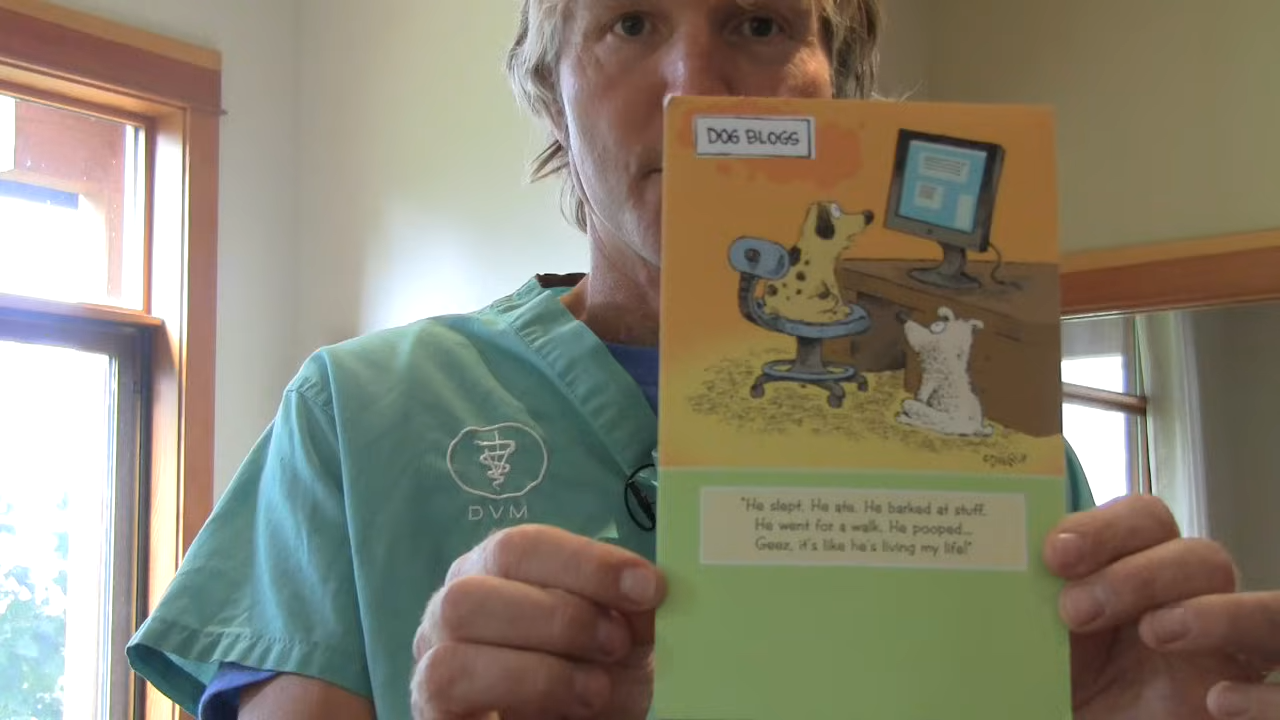 DOG BLOGS
"He slept. He ate. He barked at stuff.
He went for a walk. He pooped...
Geez, it's like he's living my life!"
DVM